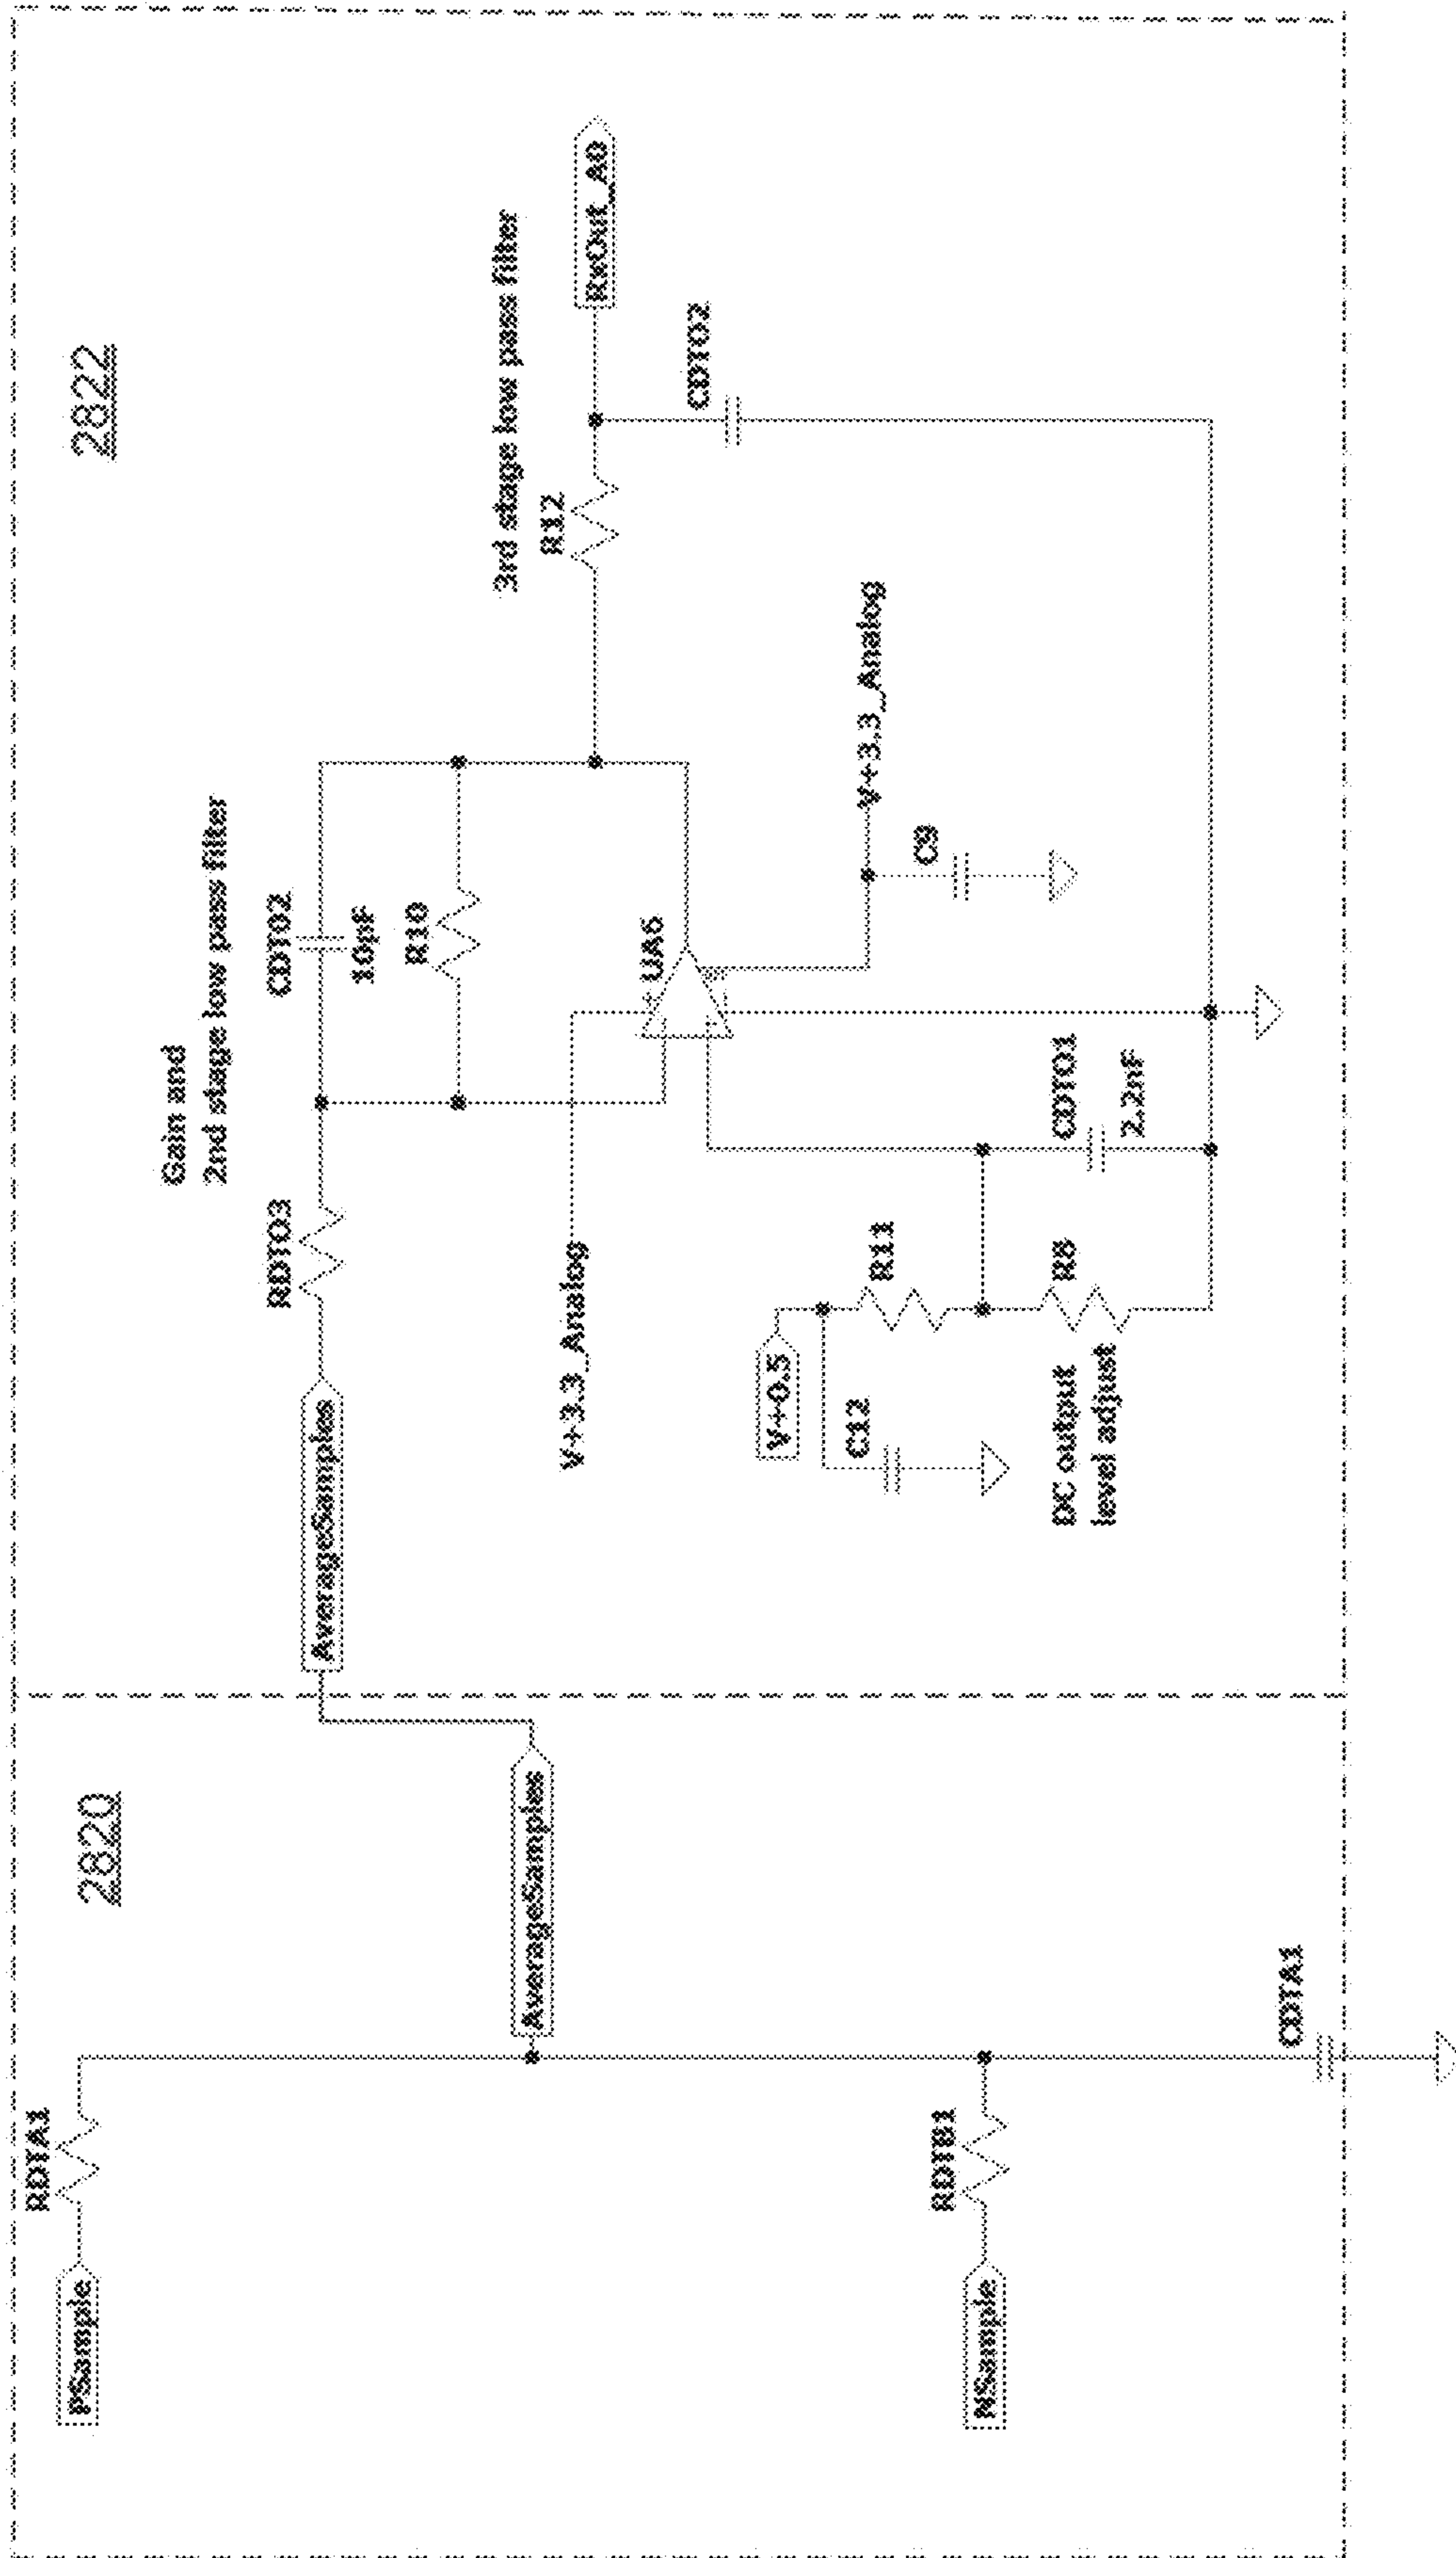 2820
RDTA1
PSample
AverageSamples
RDTB1
NSample
CDTA1
2822
Gain and
2nd stage low pass filter
AverageSamples
RDTO3
CDT02
10pF
R10
UA6
V+3.3_Analog
V+0.5
C12
R11
R8
DC output
level adjust
CDTO1
2.2nF
V+3.3_Analog
C9
3rd stage low pass filter
R12
RxOut_A0
CDTO2